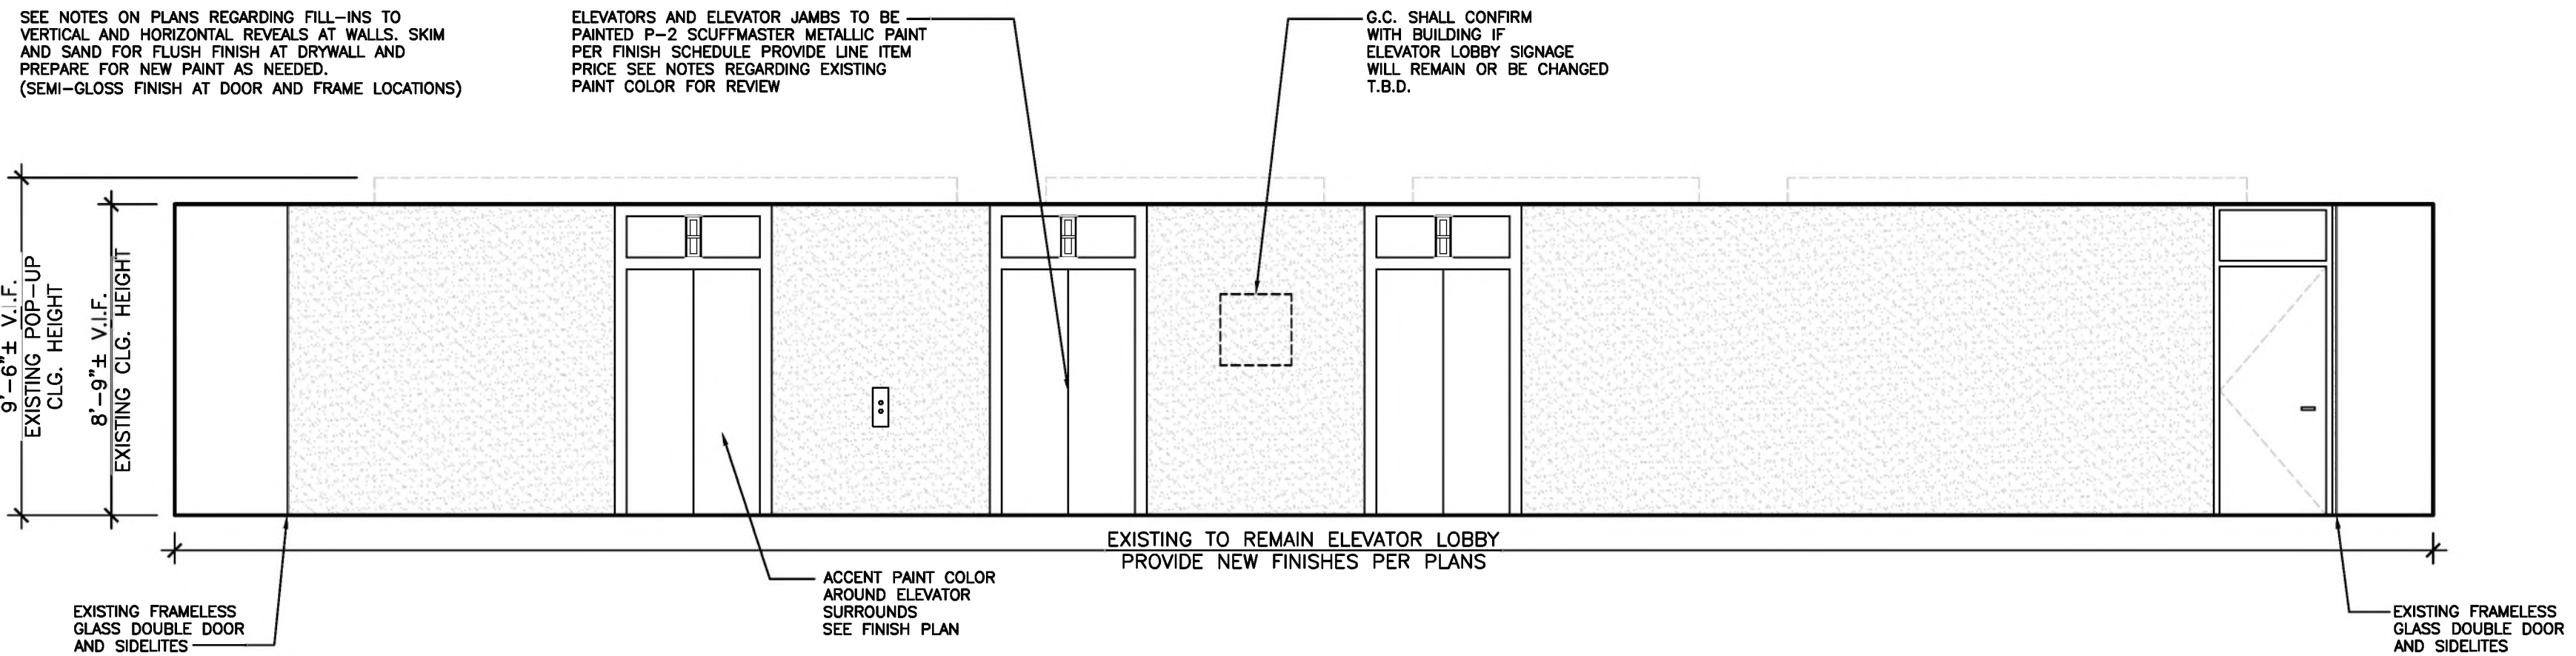 SEE NOTES ON PLANS REGARDING FILL-INS TO
VERTICAL AND HORIZONTAL REVEALS AT WALLS. SKIM
AND SAND FOR FLUSH FINISH AT DRYWALL AND
PREPARE FOR NEW PAINT AS NEEDED.
(SEMI-GLOSS FINISH AT DOOR AND FRAME LOCATIONS)
ELEVATORS AND ELEVATOR JAMBS TO BE
PAINTED P-2 SCUFFMASTER METALLIC PAINT
PER FINISH SCHEDULE PROVIDE LINE ITEM
PRICE SEE NOTES REGARDING EXISTING
PAINT COLOR FOR REVIEW
G.C. SHALL CONFIRM
WITH BUILDING IF
ELEVATOR LOBBY SIGNAGE
WILL REMAIN OR BE CHANGED
T.B.D.
9'-6"± V.I.F.
EXISTING POP-UP
CLG. HEIGHT
8'-9"± V.I.F.
EXISTING CLG. HEIGHT
EXISTING TO REMAIN ELEVATOR LOBBY
PROVIDE NEW FINISHES PER PLANS
ACCENT PAINT COLOR
AROUND ELEVATOR
SURROUNDS
SEE FINISH PLAN
EXISTING FRAMELESS
GLASS DOUBLE DOOR
AND SIDELITES
EXISTING FRAMELESS
GLASS DOUBLE DOOR
AND SIDELITES